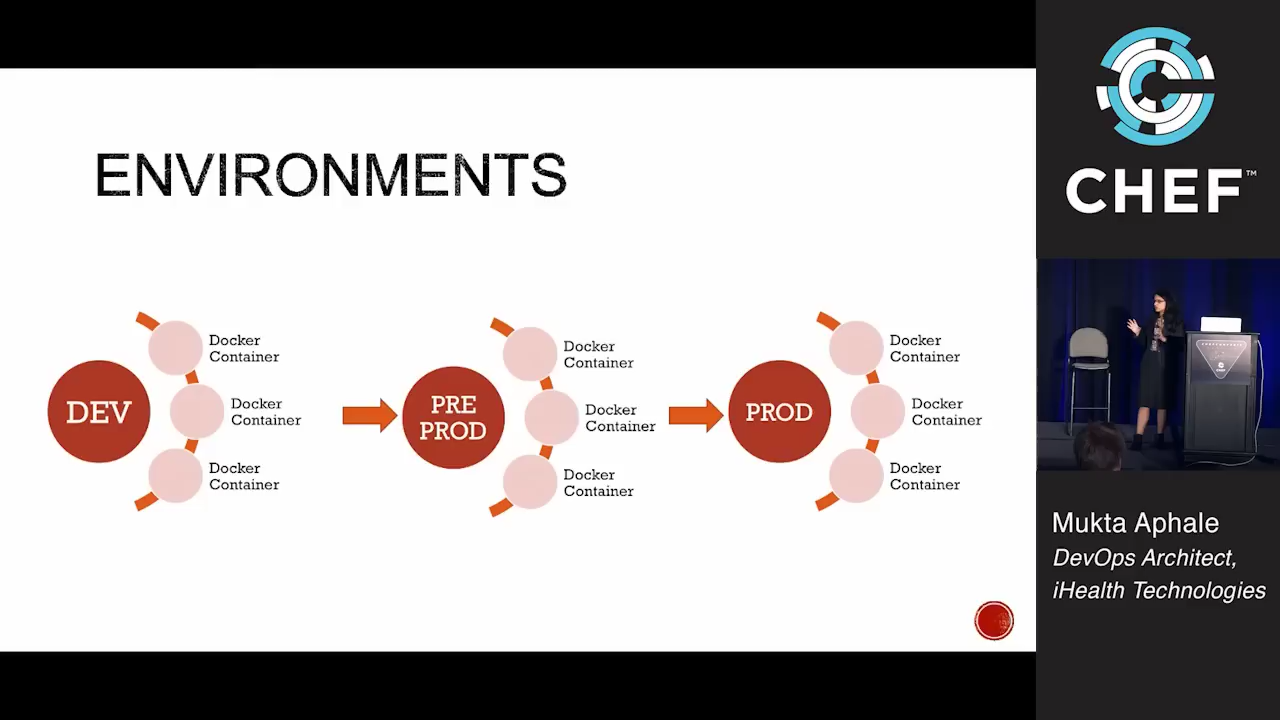 ENVIRONMENTS
DEV
Docker
Container
Docker
Container
Docker
Container
PRE
PROD
Docker
Container
Docker
Container
Docker
Container
PROD
Docker
Container
Docker
Container
Docker
Container
CHEF™
Mukta Aphale
DevOps Architect,
iHealth Technologies